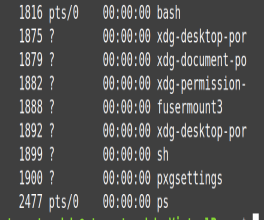 1816 pts/0 00:00:00 bash
1875 ? 00:00:00 xdg-desktop-por
1879 ? 00:00:00 xdg-document-po
1882 ? 00:00:00 xdg-permission-
1888 ? 00:00:00 fusermount3
1892 ? 00:00:00 xdg-desktop-por
1899 ? 00:00:00 sh
1900 ? 00:00:00 pxgsettings
2477 pts/0 00:00:00 ps